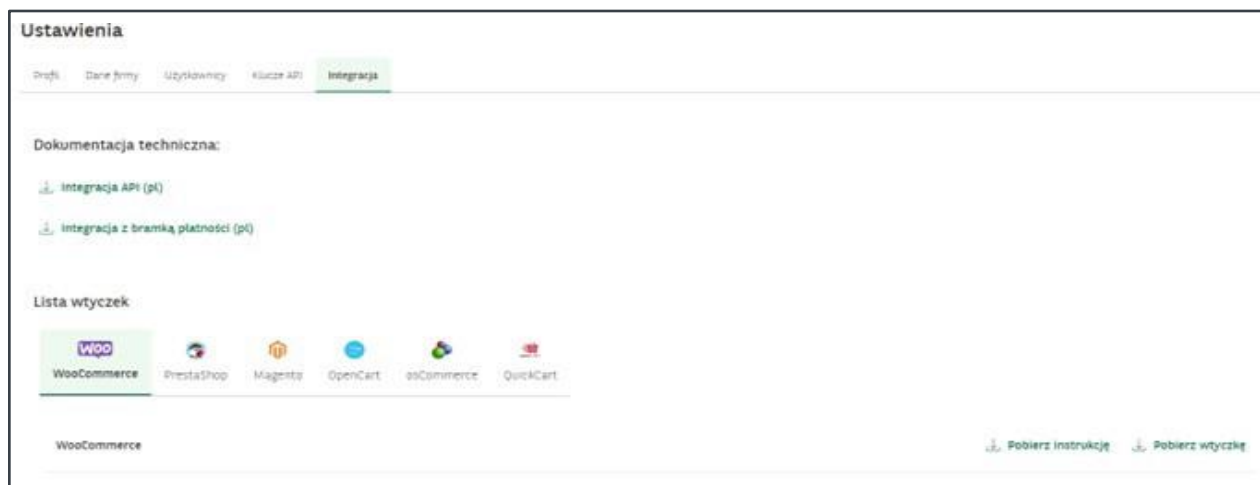 Ustawienia
Profil Dane firmy Użytkownicy Klucze API Integracja
Dokumentacja techniczna:
Integracja API (pl)
Integracja z bramką płatności (pl)
Lista wtyczek
WOO
WooCommerce PrestaShop Magento OpenCart osCommerce QuickCart
WooCommerce Pobierz instrukcję Pobierz wtyczkę